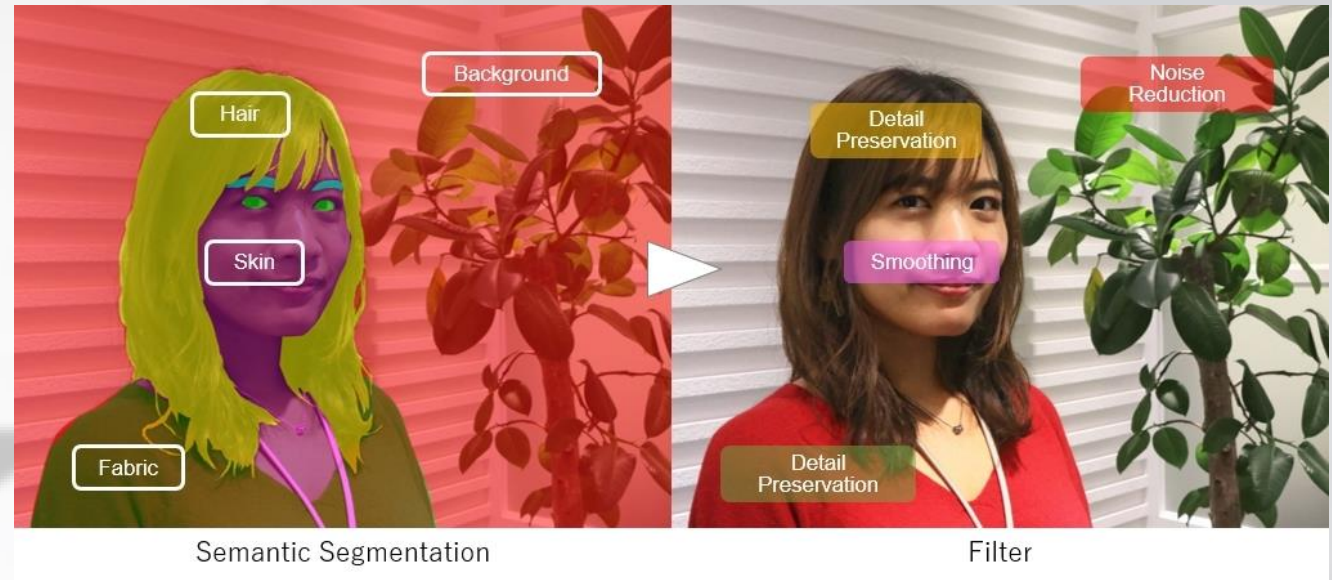 Background
Hair
Skin
Fabric
Noise
Reduction
Detail
Preservation
Smoothing
Detail
Preservation
Semantic Segmentation
Filter